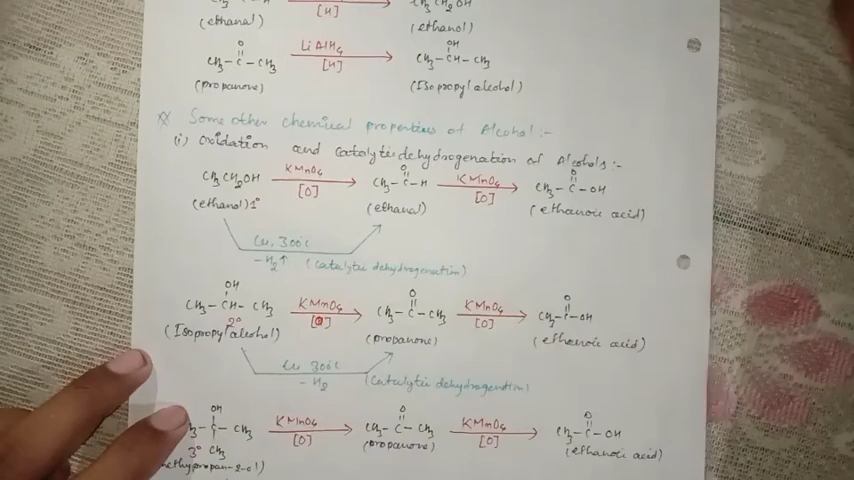 [H]
(ethanal)
(ethanol)
O
OH
CH3 – C – CH3 LiAlH4 [H] CH3 – CH – CH3
(propanone) (Isopropyl alcohol)
Some other chemical properties of Alcohol :-
(i) Oxidation and catalytic dehydrogenation of Alcohols :-
CH3CH2OH KMnO4 [O] CH3 – C – H KMnO4 [O] CH3 – C – OH
O O
(ethanol) 1° (ethanal) (ethanoic acid)
Cu, 300°C
– H2 ↑ (Catalytic dehydrogenation)
OH O O
CH3 – CH – CH3 KMnO4 [O] CH3 – C – CH3 KMnO4 [O] CH3 – C – OH
2°
(Isopropyl alcohol) (propanone) (ethanoic acid)
Cu 300°C
– H2 (Catalytic dehydrogenation)
OH O O
– C – CH3 KMnO4 [O] CH3 – C – CH3 KMnO4 [O] CH3 – C – OH
3° CH3 (propanone) (ethanoic acid)